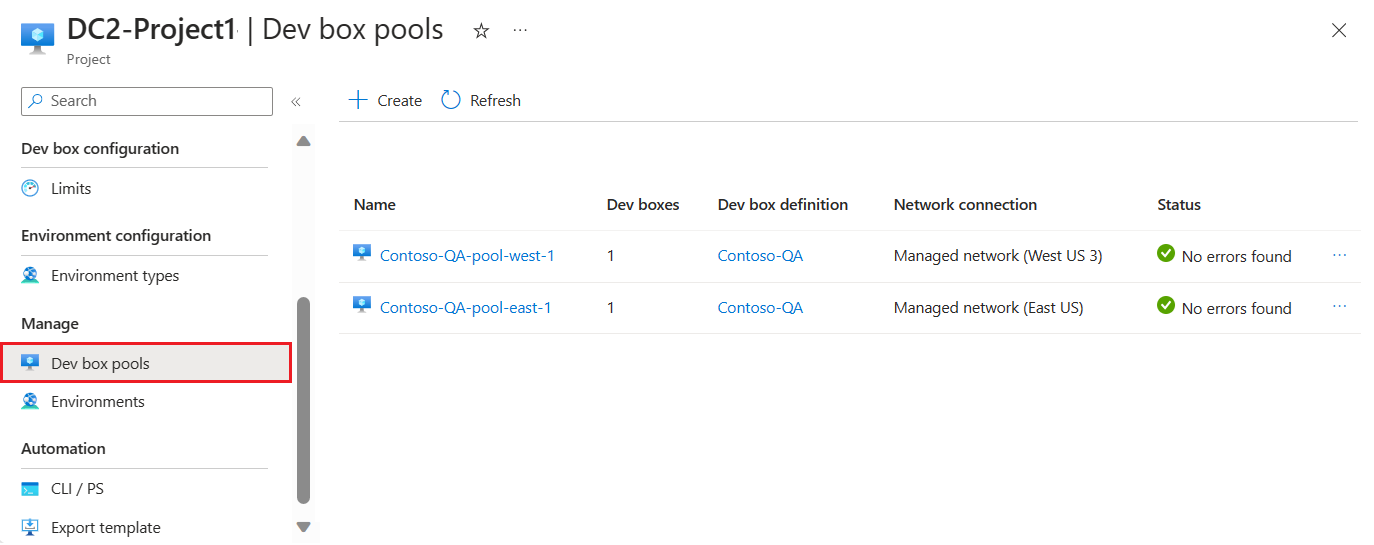 DC2-Project1 | Dev box pools ☆ ···
Project
Search «
Create Refresh
Dev box configuration
Limits
Environment configuration
Environment types
Manage
Dev box pools
Environments
Automation
CLI / PS
Export template
Name Dev boxes Dev box definition Network connection Status
Contoso-QA-pool-west-1 1 Contoso-QA Managed network (West US 3) No errors found ···
Contoso-QA-pool-east-1 1 Contoso-QA Managed network (East US) No errors found ···